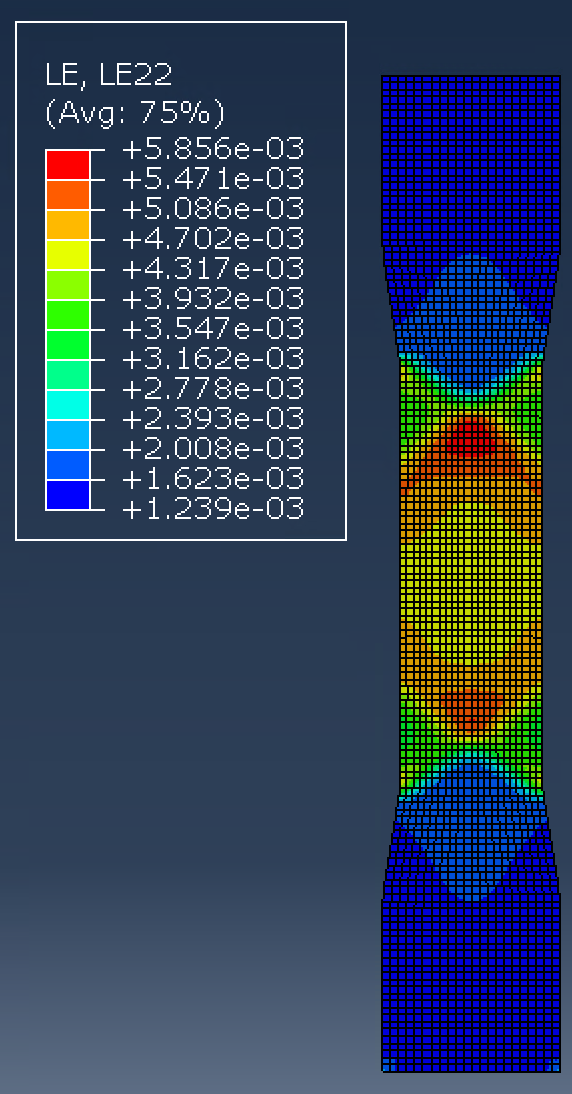 LE, LE22
(Avg: 75%)
+5.856e-03
+5.471e-03
+5.086e-03
+4.702e-03
+4.317e-03
+3.932e-03
+3.547e-03
+3.162e-03
+2.778e-03
+2.393e-03
+2.008e-03
+1.623e-03
+1.239e-03